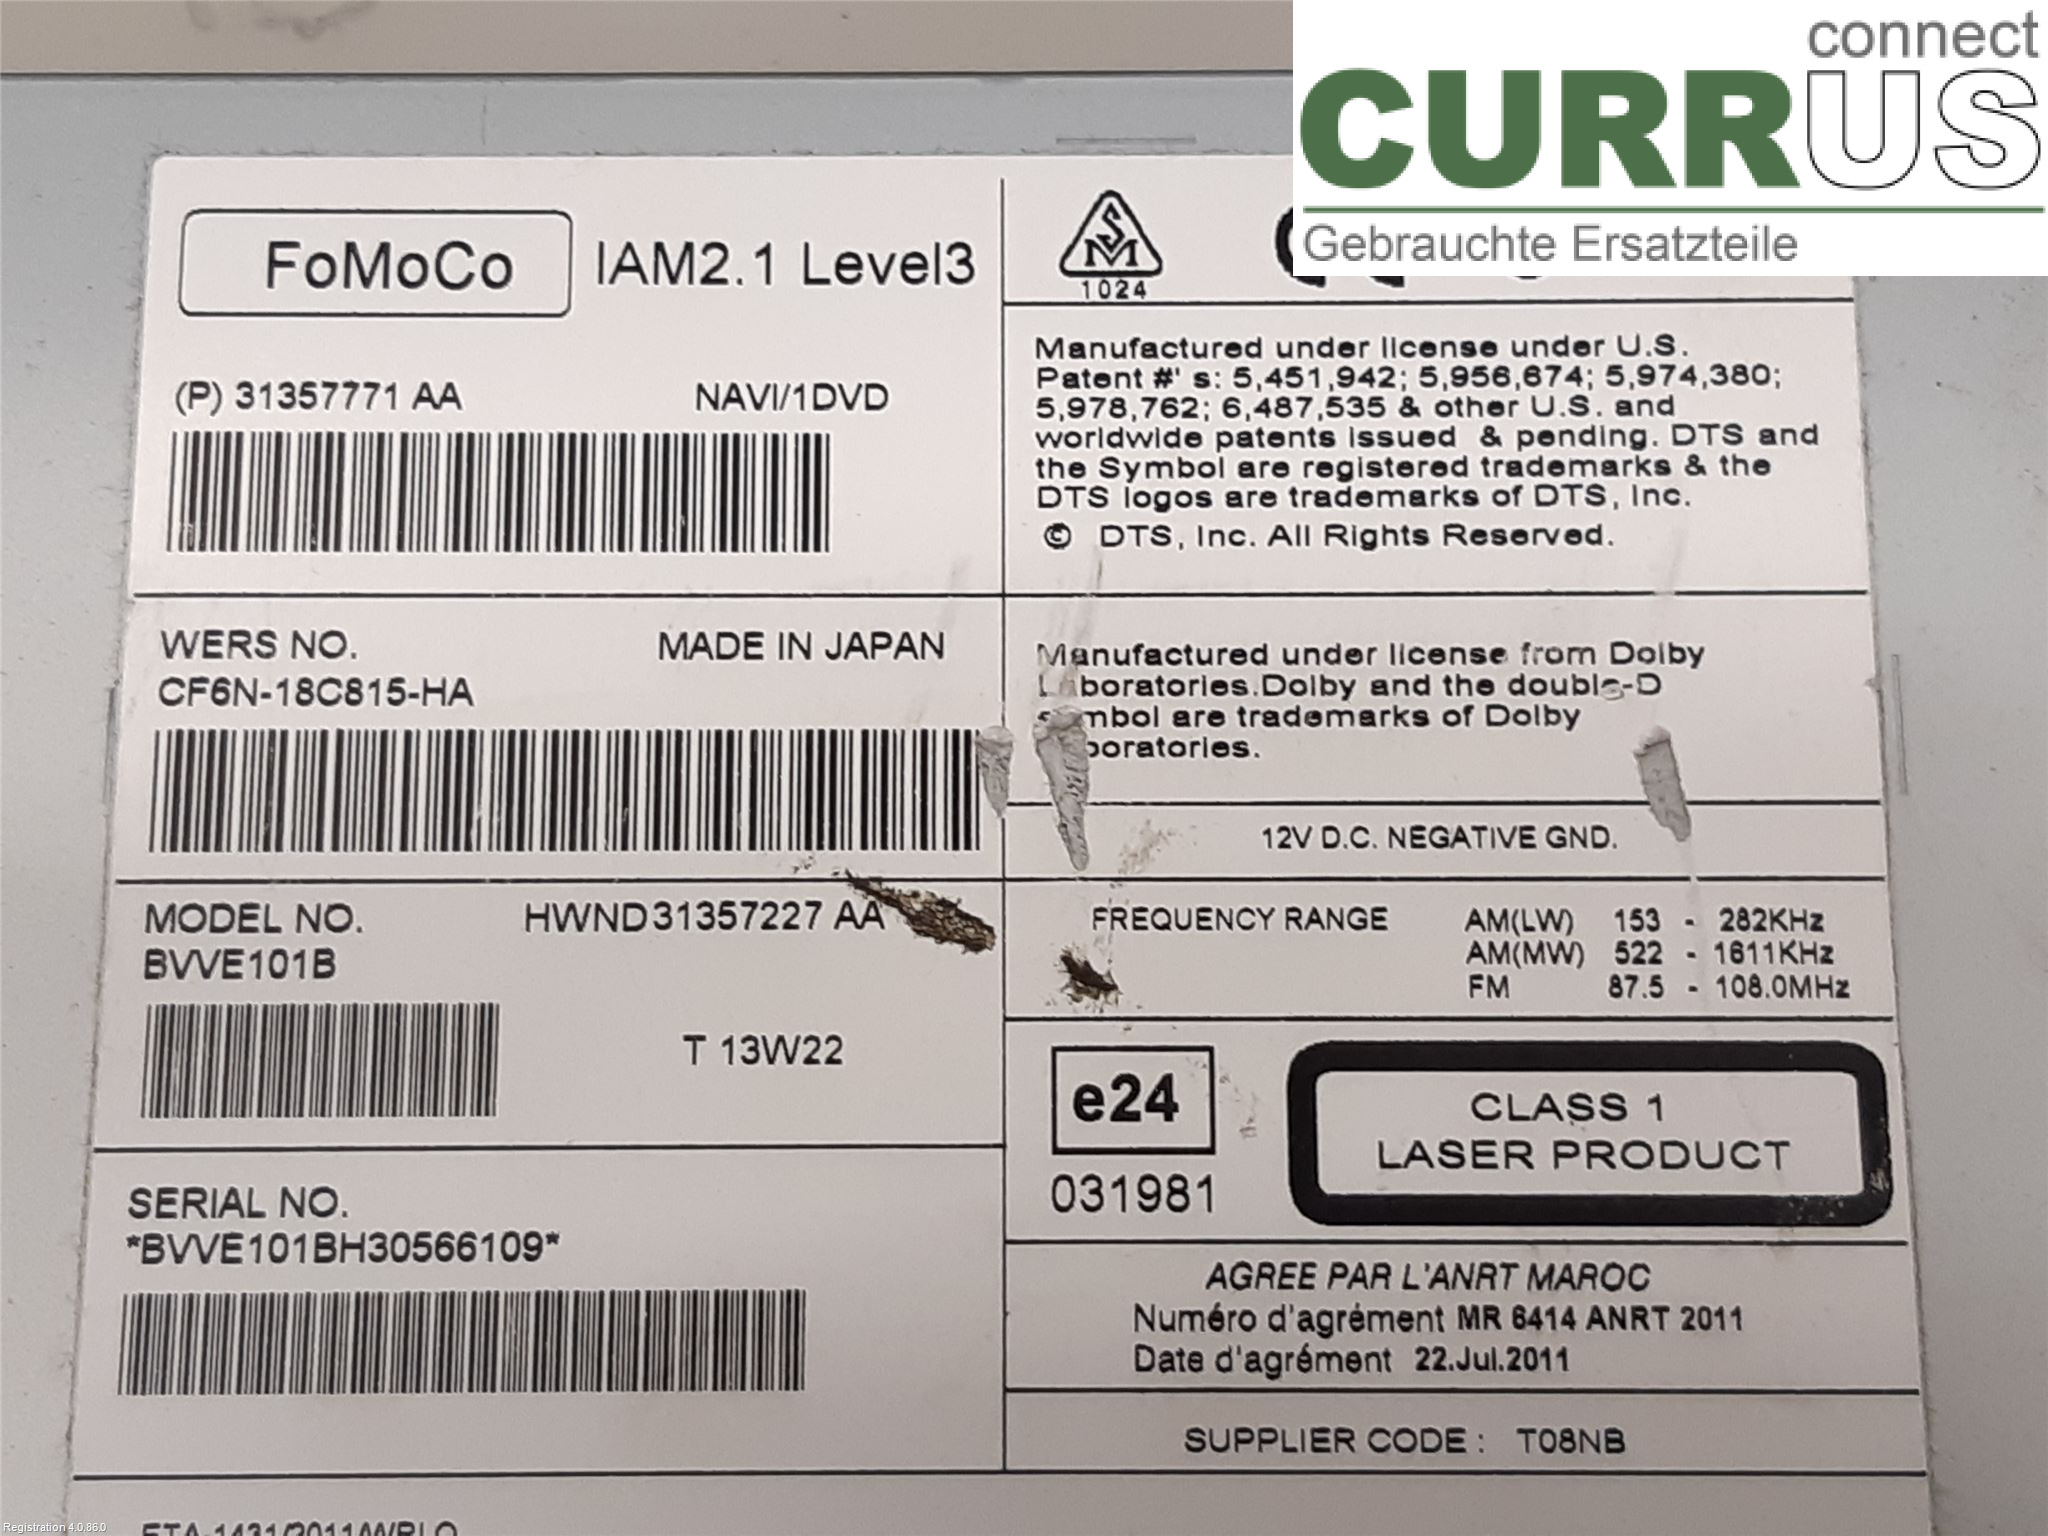 connect
CURRUS
Gebrauchte Ersatzteile
FoMoCo IAM2.1 Level3
(P) 31357771 AA NAVI/1DVD
WERS NO. MADE IN JAPAN
CF6N-18C815-HA
MODEL NO. HWND31357227 AA
BVVE101B
T 13W22
SERIAL NO.
*BVVE101BH30566109*
SM
1024
Manufactured under license under U.S.
Patent #' s: 5,451,942; 5,956,674; 5,974,380;
5,978,762; 6,487,535 & other U.S. and
worldwide patents issued & pending. DTS and
the Symbol are registered trademarks & the
DTS logos are trademarks of DTS, Inc.
© DTS, Inc. All Rights Reserved.
Manufactured under license from Dolby
Laboratories.Dolby and the double-D
symbol are trademarks of Dolby
Laboratories.
12V D.C. NEGATIVE GND.
FREQUENCY RANGE AM(LW) 153 - 282KHz
AM(MW) 522 - 1611KHz
FM 87.5 - 108.0MHz
e24
031981
CLASS 1
LASER PRODUCT
AGREE PAR L'ANRT MAROC
Numéro d'agrément MR 6414 ANRT 2011
Date d'agrément 22.Jul.2011
SUPPLIER CODE : T08NB
Registration 4.0.86.0